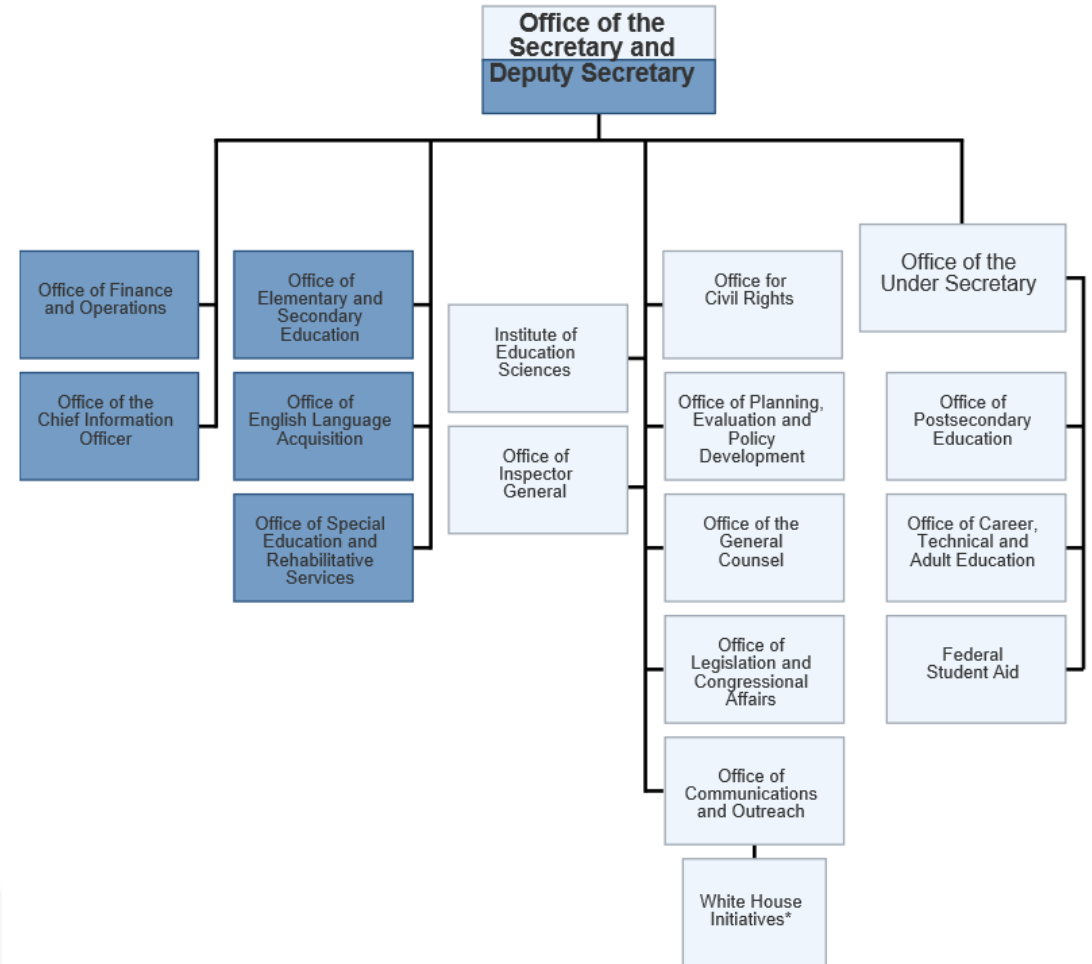 Office of the
Secretary and
Deputy Secretary
Office of Finance
and Operations
Office of the
Chief Information
Officer
Office of
Elementary and
Secondary
Education
Office of
English Language
Acquisition
Office of Special
Education and
Rehabilitative
Services
Institute of
Education
Sciences
Office of
Inspector
General
Office for
Civil Rights
Office of Planning,
Evaluation and
Policy
Development
Office of the
General
Counsel
Office of
Legislation and
Congressional
Affairs
Office of
Communications
and Outreach
White House
Initiatives*
Office of the
Under Secretary
Office of
Postsecondary
Education
Office of Career,
Technical and
Adult Education
Federal
Student Aid